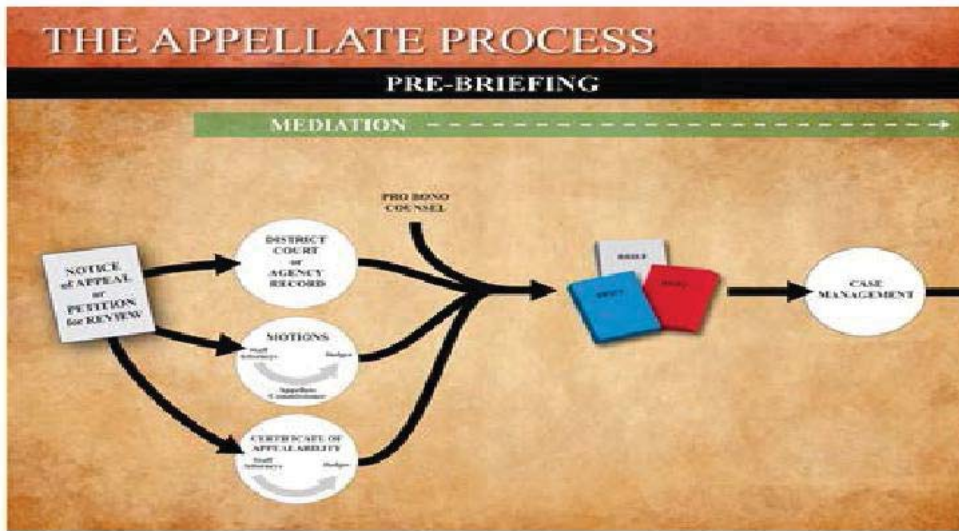 THE APPELLATE PROCESS
PRE-BRIEFING
MEDIATION
PRO BONO
COUNSEL
NOTICE
of APPEAL
or
PETITION
for REVIEW
DISTRICT
COURT
or
AGENCY
RECORD
MOTIONS
Staff
Attorneys
Judges
Appellate
Commissioner
CERTIFICATE OF
APPEALABILITY
Staff
Attorneys
Judges
BRIEF
BRIEF
BRIEF
CASE
MANAGEMENT